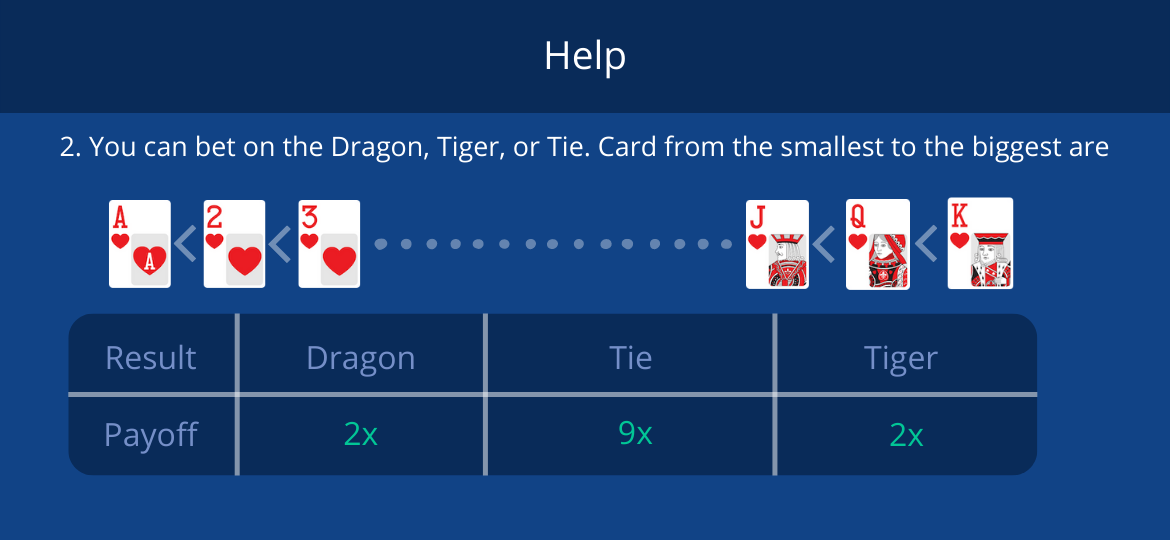 Help
2. You can bet on the Dragon, Tiger, or Tie. Card from the smallest to the biggest are
A A < 2 < 3 J < Q < K
Result Dragon Tie Tiger
Payoff 2x 9x 2x